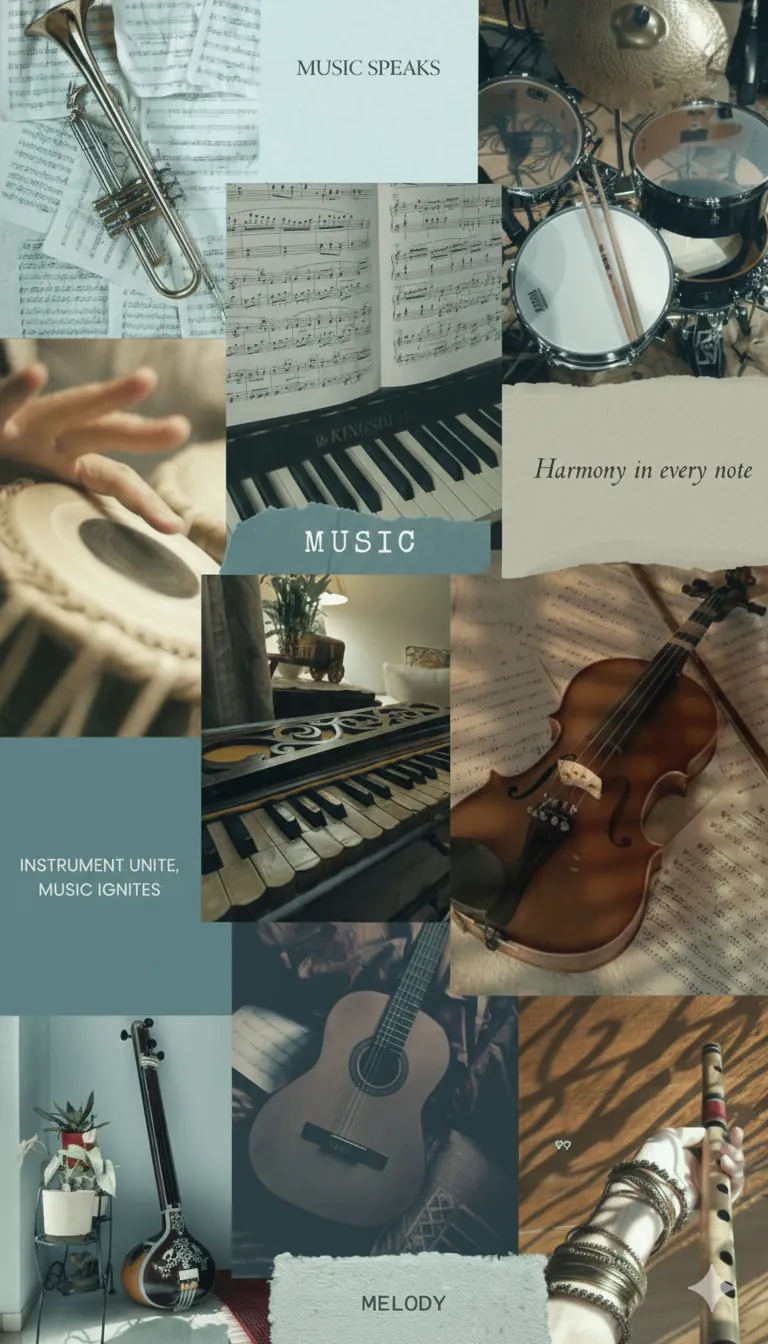 MUSIC SPEAKS
Harmony in every note
MUSIC
INSTRUMENT UNITE,
MUSIC IGNITES
MELODY